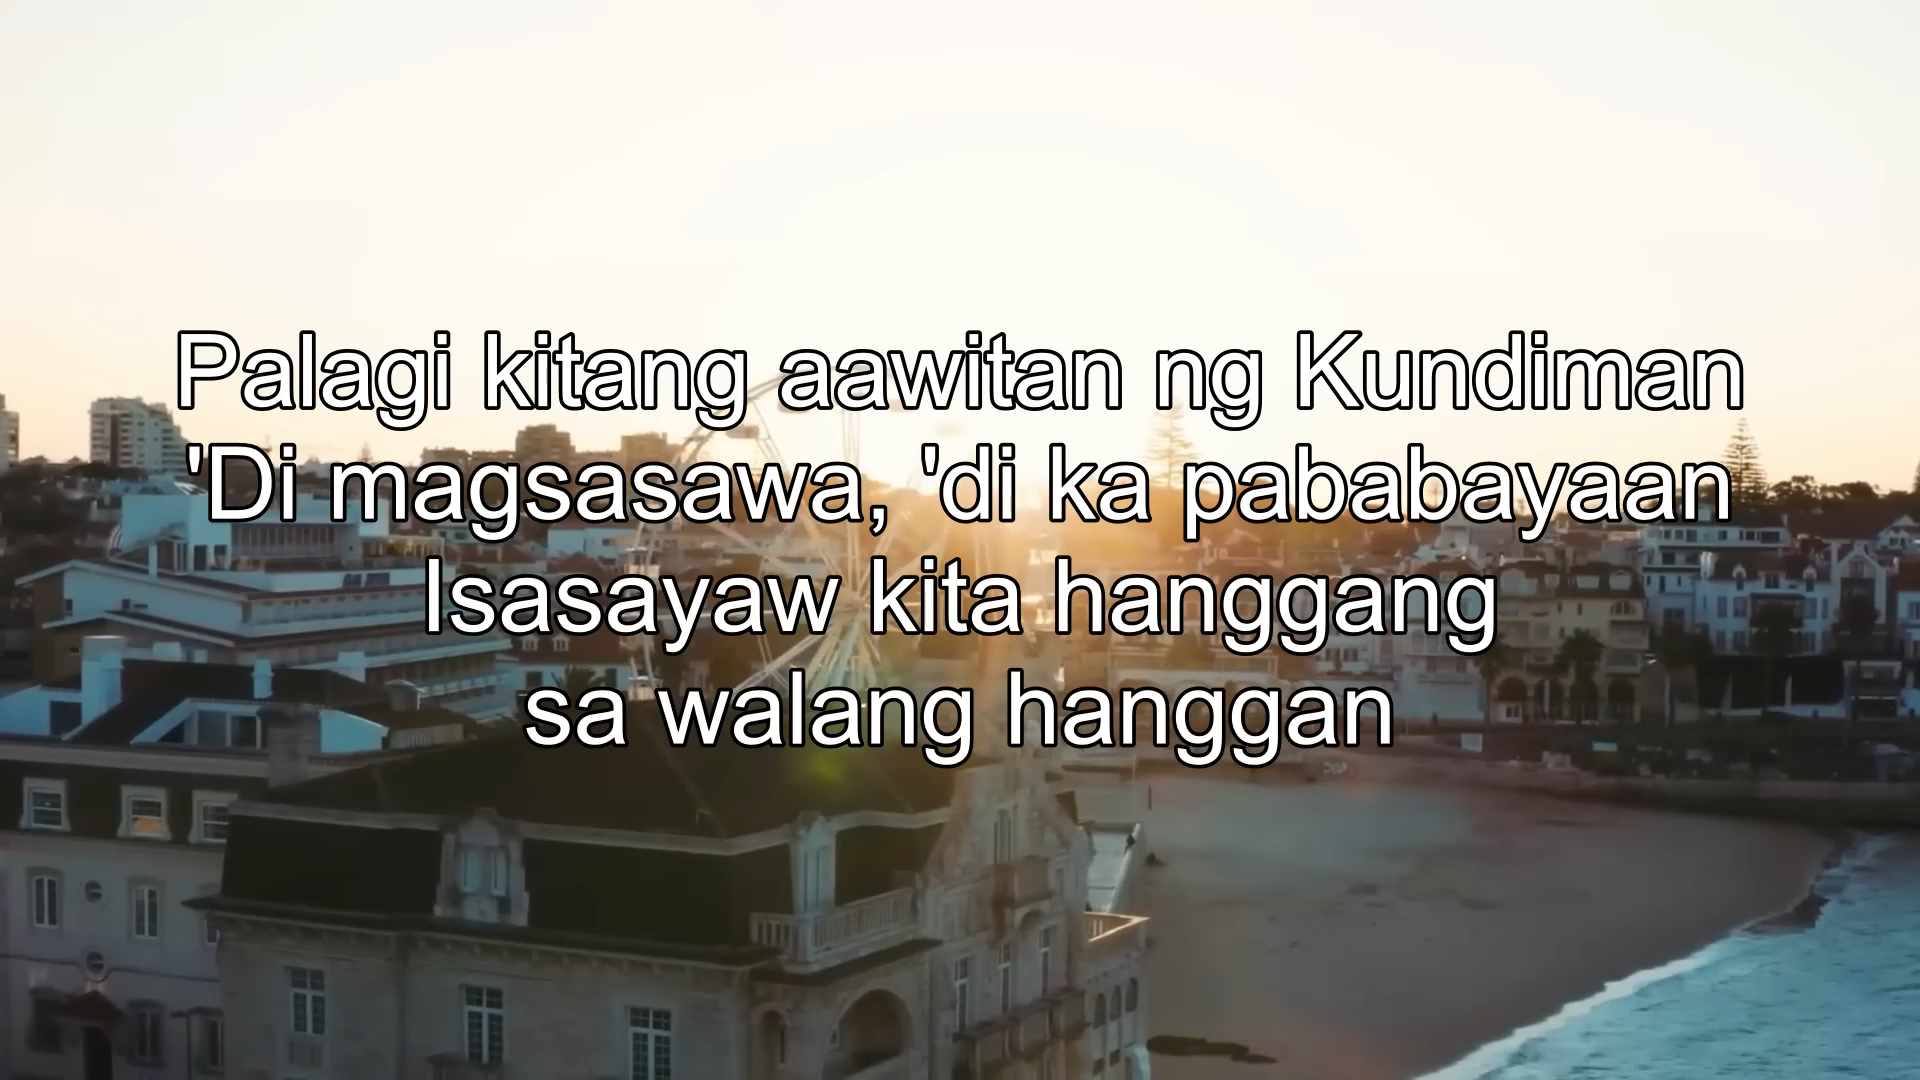 Palagi kitang aawitan ng Kundiman
'Di magsasawa, 'di ka pababayaan
Isasayaw kita hanggang
sa walang hanggan